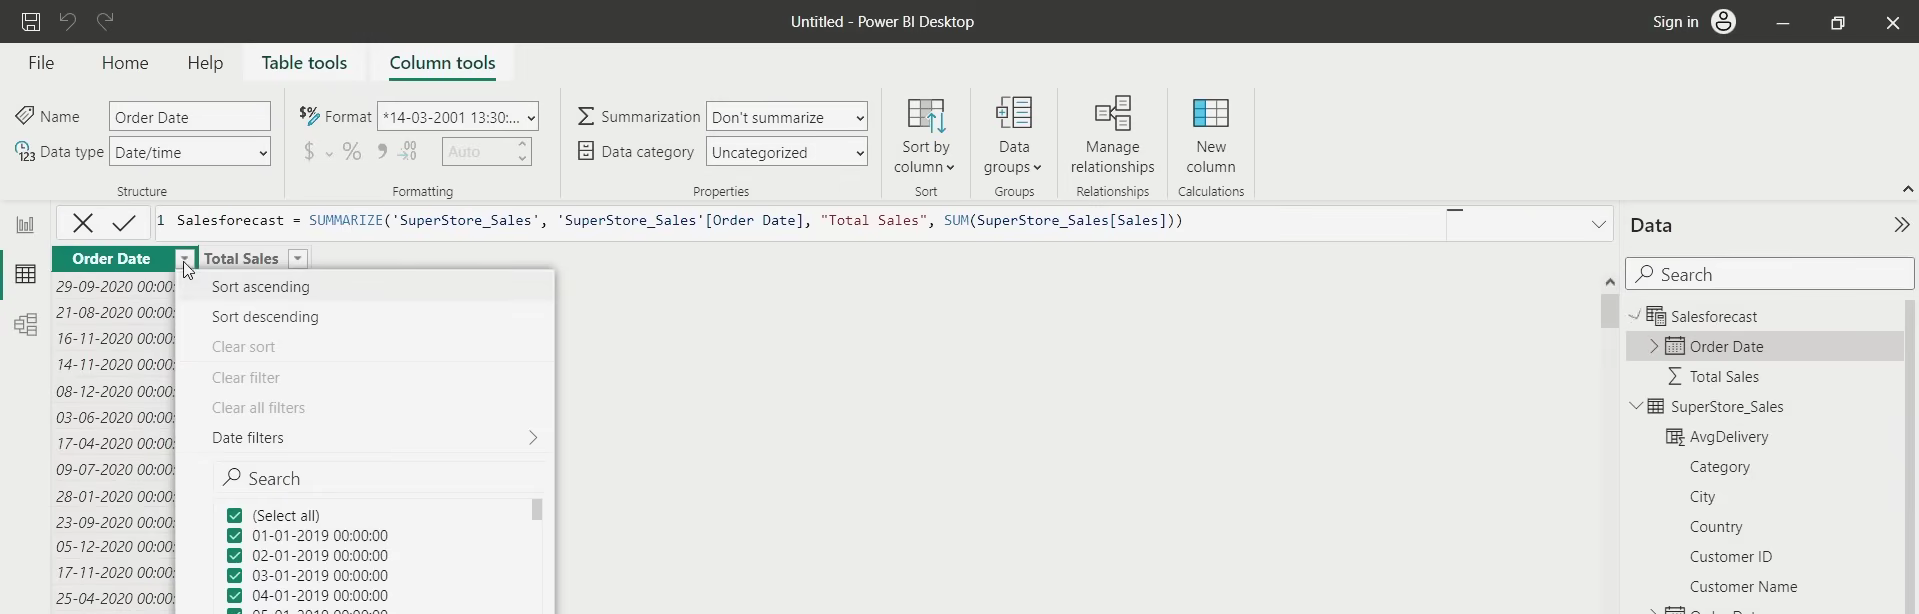 Untitled - Power BI Desktop
Sign in
File Home Help Table tools Column tools
Name Order Date
Data type Date/time
Structure
Format *14-03-2001 13:30:...
$ % 9 .00 Auto
Formatting
Summarization Don't summarize
Data category Uncategorized
Properties
Sort by
column
Sort
Data
groups
Groups
Manage
relationships
Relationships
New
column
Calculations
1 Salesforecast = SUMMARIZE('SuperStore_Sales', 'SuperStore_Sales'[Order Date], "Total Sales", SUM(SuperStore_Sales[Sales]))
Order Date Total Sales
29-09-2020 00:00:
21-08-2020 00:00:
16-11-2020 00:00:
14-11-2020 00:00:
08-12-2020 00:00:
03-06-2020 00:00:
17-04-2020 00:00:
09-07-2020 00:00:
28-01-2020 00:00:
23-09-2020 00:00:
05-12-2020 00:00:
17-11-2020 00:00:
25-04-2020 00:00:
Sort ascending
Sort descending
Clear sort
Clear filter
Clear all filters
Date filters
Search
(Select all)
01-01-2019 00:00:00
02-01-2019 00:00:00
03-01-2019 00:00:00
04-01-2019 00:00:00
05-01-2019 00:00:00
Data
Search
Salesforecast
Order Date
Total Sales
SuperStore_Sales
AvgDelivery
Category
City
Country
Customer ID
Customer Name